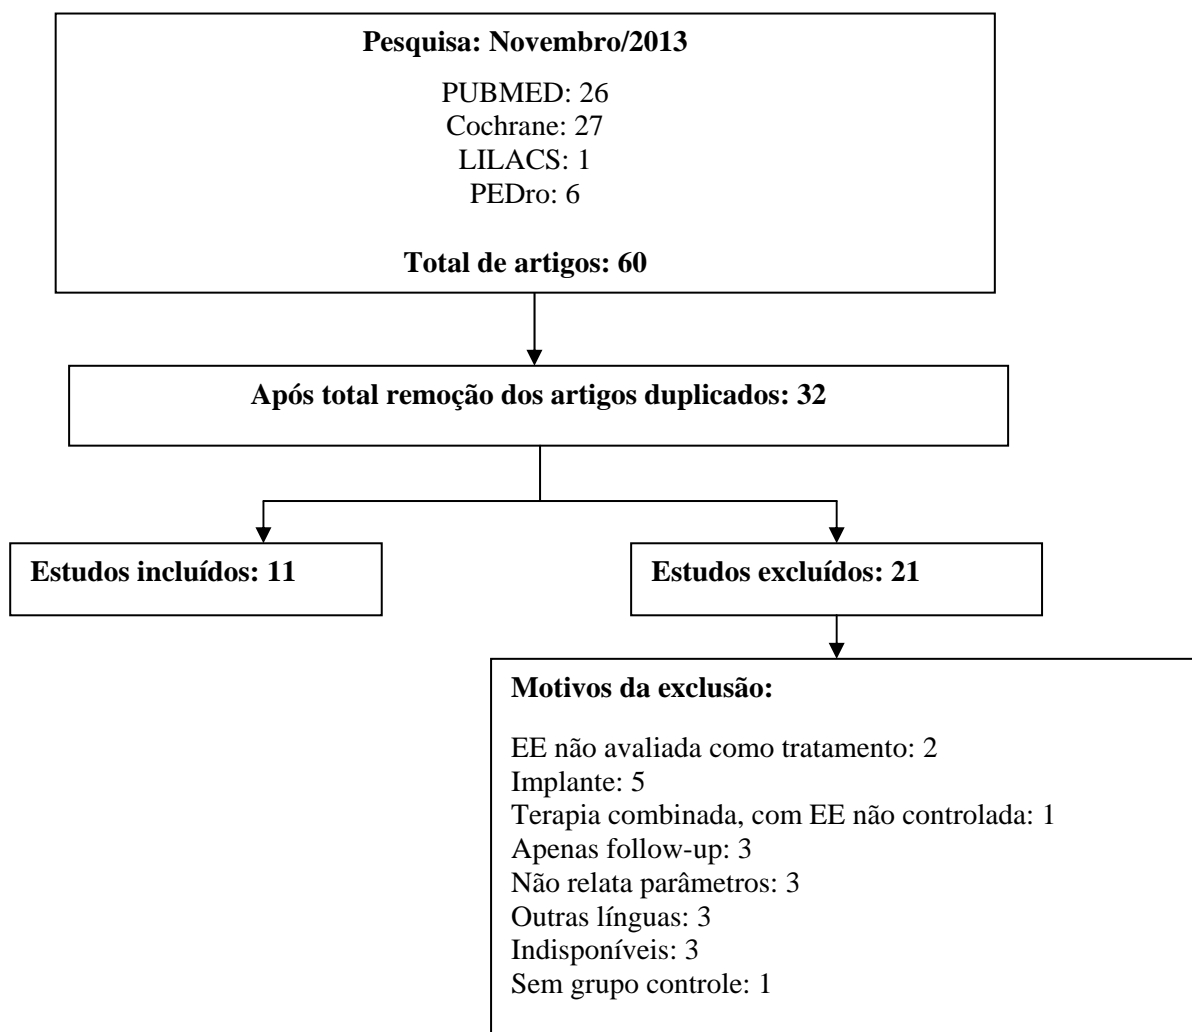 Pesquisa: Novembro/2013
PUBMED: 26
Cochrane: 27
LILACS: 1
PEDro: 6
Total de artigos: 60
Após total remoção dos artigos duplicados: 32
Estudos incluídos: 11
Estudos excluídos: 21
Motivos da exclusão:
EE não avaliada como tratamento: 2
Implante: 5
Terapia combinada, com EE não controlada: 1
Apenas follow-up: 3
Não relata parâmetros: 3
Outras línguas: 3
Indisponíveis: 3
Sem grupo controle: 1